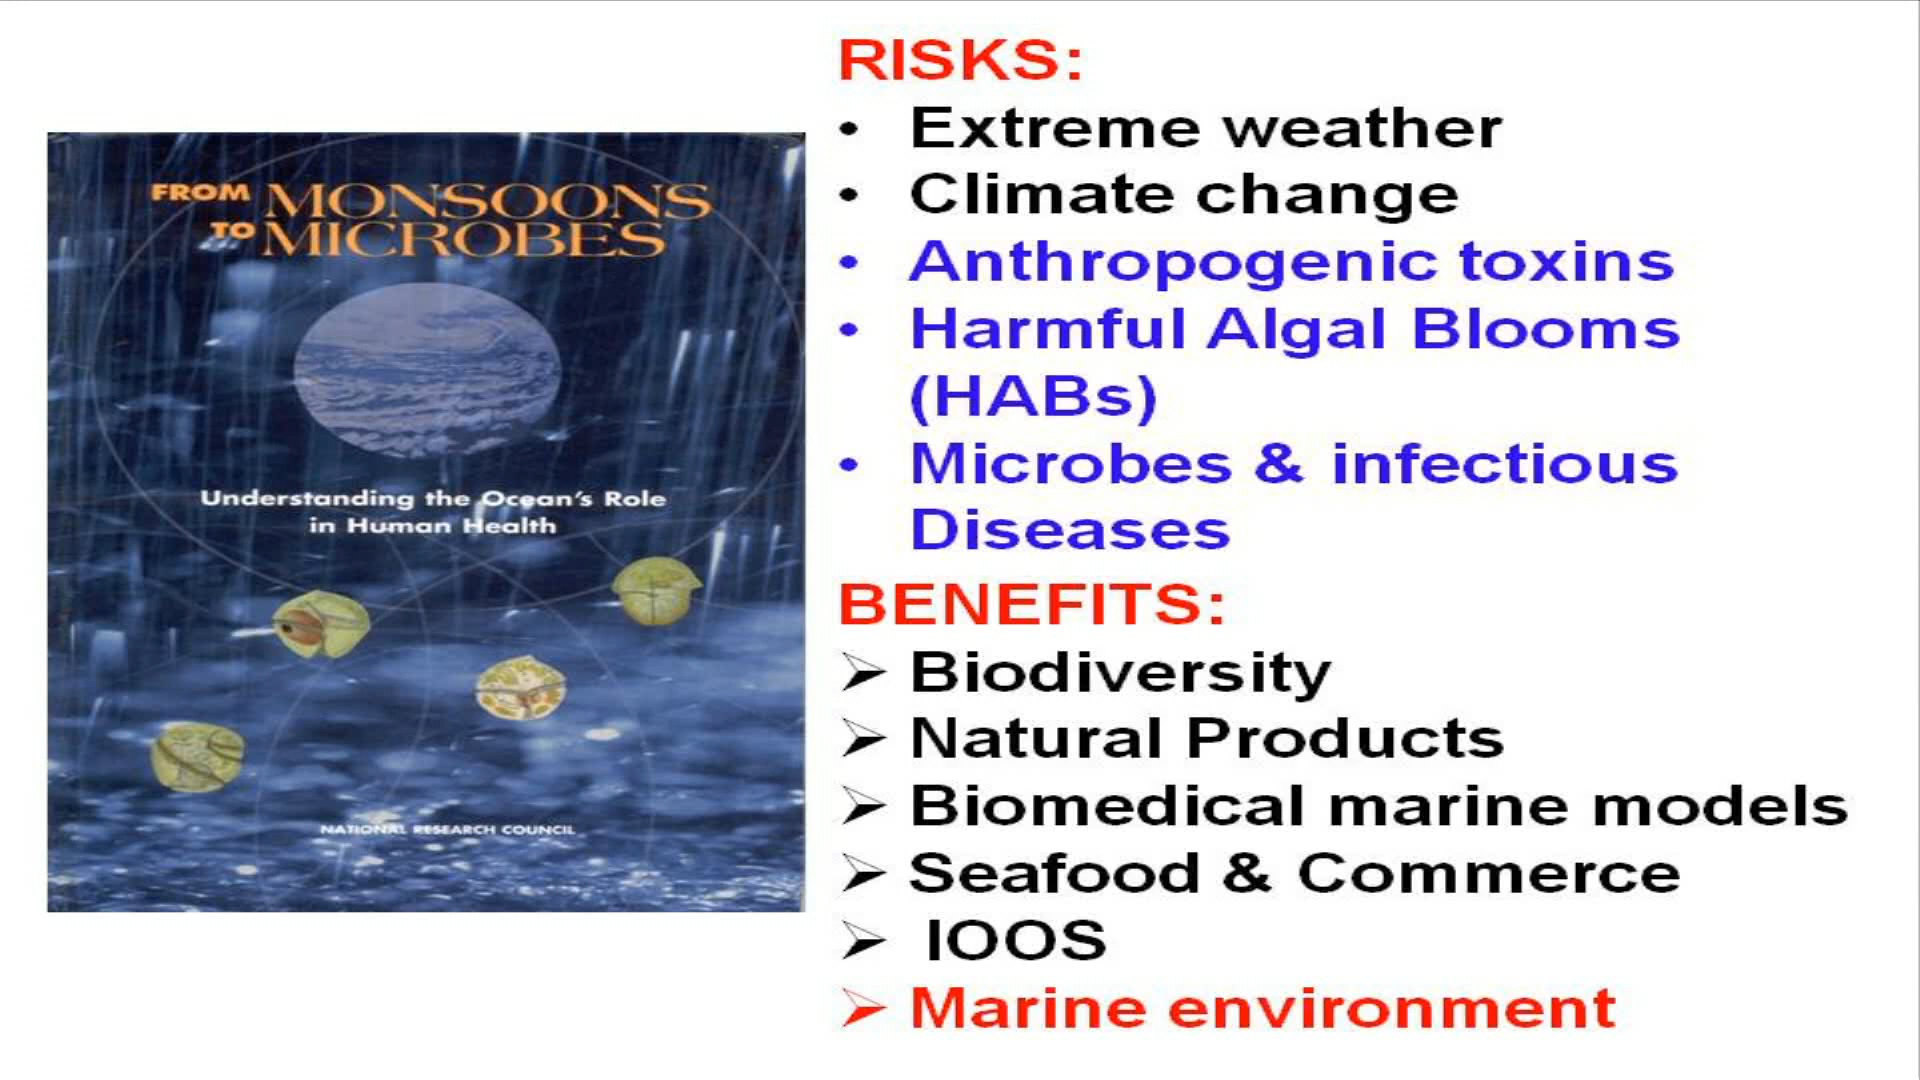 FROM MONSOONS
TO MICROBES
Understanding the Ocean's Role
in Human Health
NATIONAL RESEARCH COUNCIL
RISKS:
• Extreme weather
• Climate change
• Anthropogenic toxins
• Harmful Algal Blooms
(HABs)
• Microbes & infectious
Diseases
BENEFITS:
➢ Biodiversity
➢ Natural Products
➢ Biomedical marine models
➢ Seafood & Commerce
➢ IOOS
➢ Marine environment